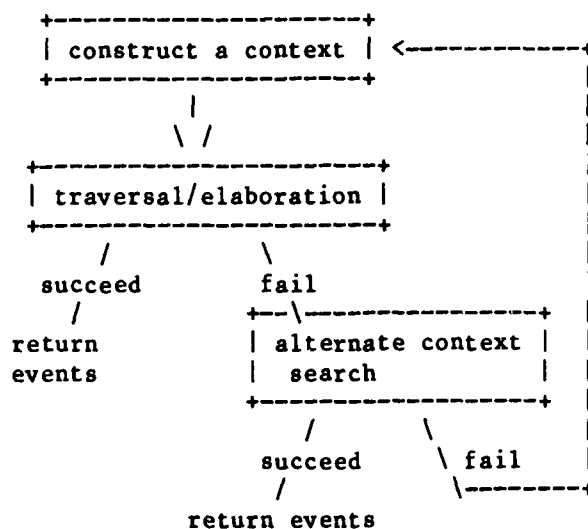 construct a context
traversal/elaboration
succeed fail
return
events
alternate context
search
succeed fail
return events